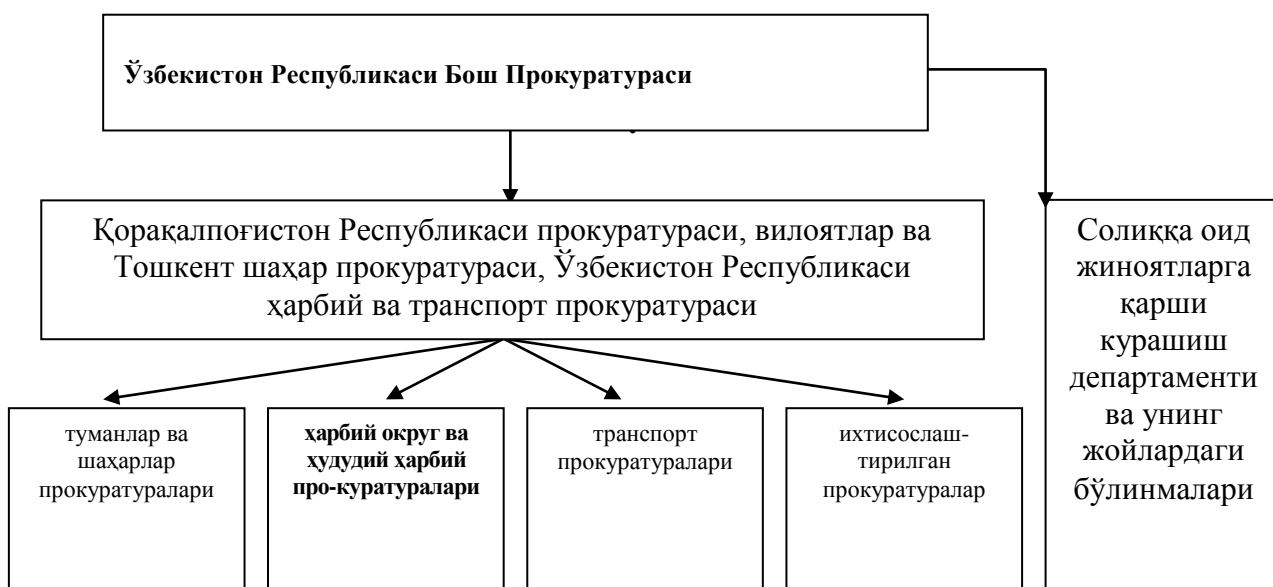 Ўзбекистон Республикаси Бош Прокуратураси
Қорақалпоғистон Республикаси прокуратураси, вилоятлар ва
Тошкент шаҳар прокуратураси, Ўзбекистон Республикаси
ҳарбий ва транспорт прокуратураси
Солиққа оид
жиноятларга
қарши
курашиш
департаменти
ва унинг
жойлардаги
бўлинмалари
туманлар ва
шаҳарлар
прокуратуралари
ҳарбий округ ва
ҳудудий ҳарбий
про-куратуралари
транспорт
прокуратуралари
ихтисослаш-
тирилган
прокуратуралар